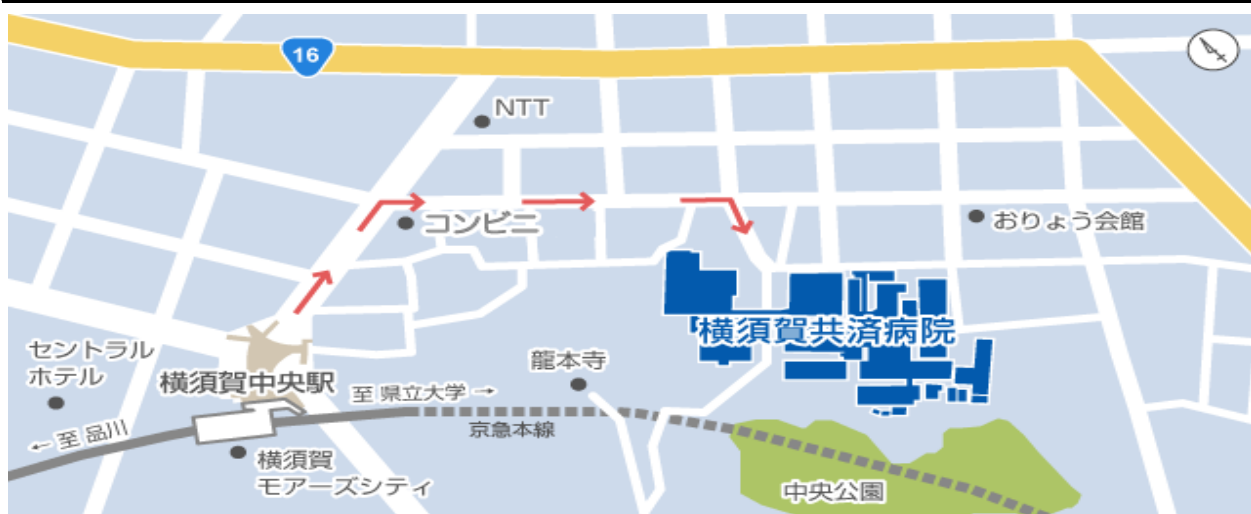 16
NTT
コンビニ
おりょう会館
横須賀共済病院
セントラル
ホテル
横須賀中央駅
龍本寺
至 県立大学 →
← 至 品川
京急本線
横須賀
モアーズシティ
中央公園